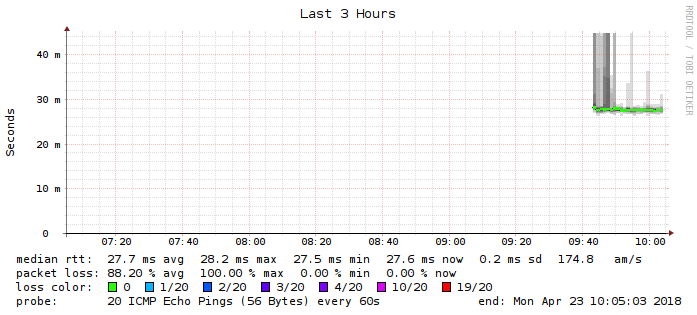 Last 3 Hours
RRDTOOL / TOBI OETIKER
Seconds
40 m
30 m
20 m
10 m
0
07:20 07:40 08:00 08:20 08:40 09:00 09:20 09:40 10:00
median rtt: 27.7 ms avg 28.2 ms max 27.5 ms min 27.6 ms now 0.2 ms sd 174.8 am/s
packet loss: 88.20 % avg 100.00 % max 0.00 % min 0.00 % now
loss color: 0 1/20 2/20 3/20 4/20 10/20 19/20
probe: 20 ICMP Echo Pings (56 Bytes) every 60s end: Mon Apr 23 10:05:03 2018